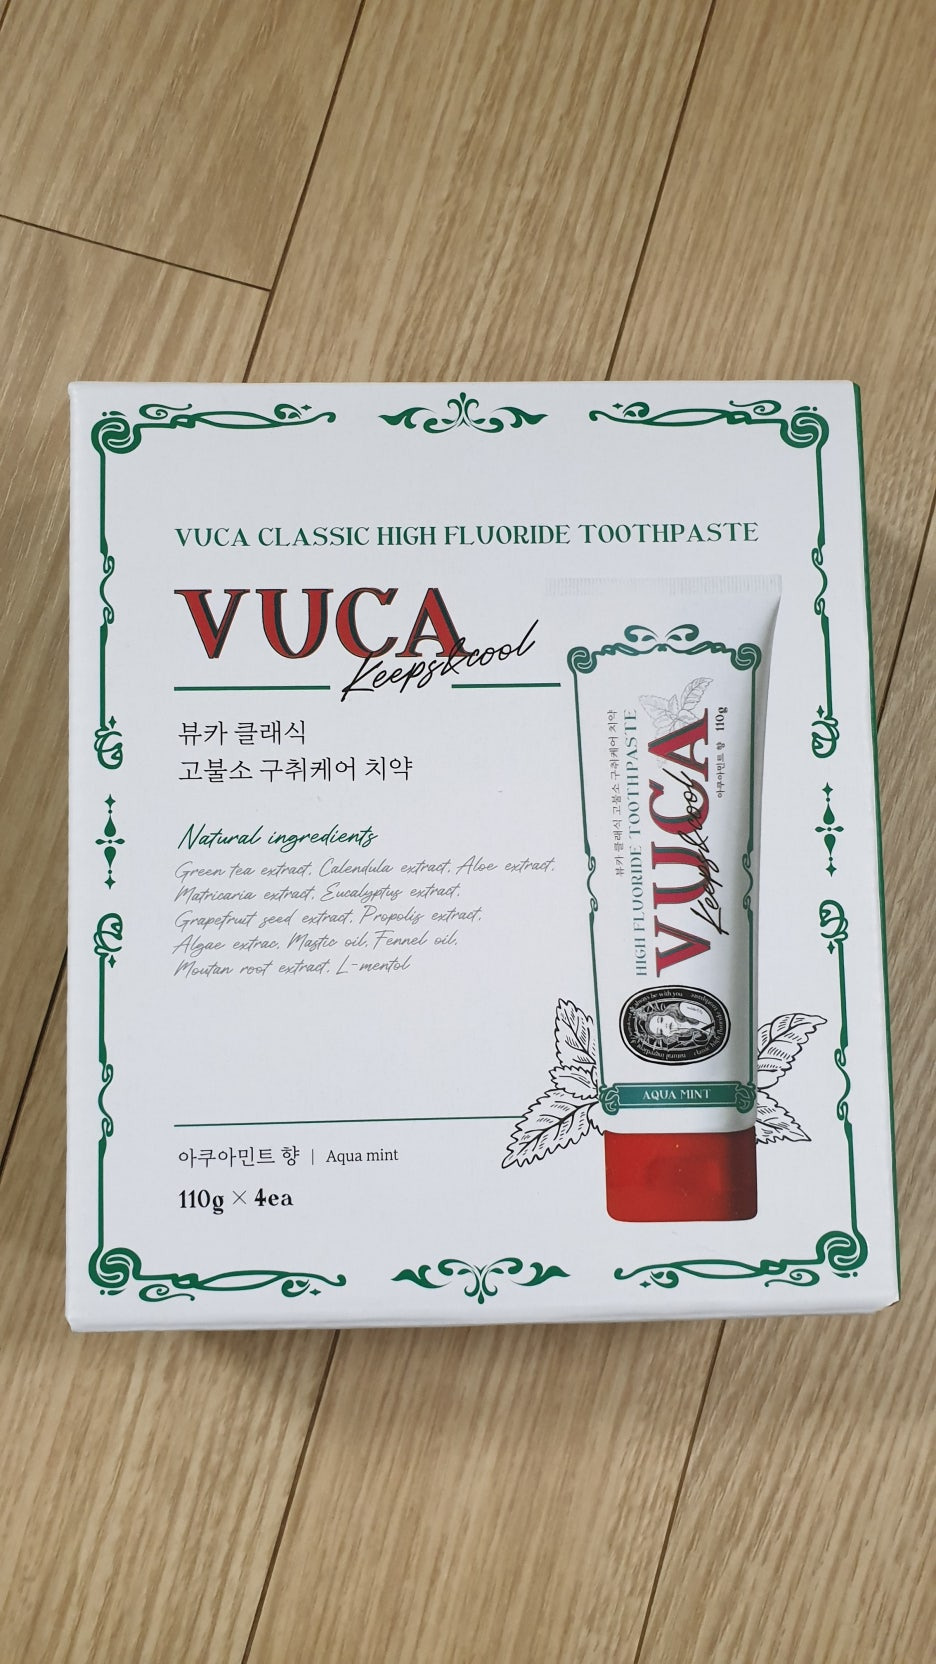 VUCA CLASSIC HIGH FLUORIDE TOOTHPASTE
VUCA
Keeps&cool
뷰카 클래식
고불소 구취케어 치약
Natural ingredients
Green tea extract, Calendula extract, Aloe extract,
Matricaria extract, Eucalyptus extract,
Grapefruit seed extract, Propolis extract,
Algae extrac, Mastic oil, Fennel oil,
Moutan root extract, L-mentol
아쿠아민트 향 | Aqua mint
110g × 4ea
뷰카 클래식 고불소 구취케어 치약
HIGH FLUORIDE TOOTHPASTE
VUCA
Keeps&cool
아쿠아민트 향 110g
AQUA MINT